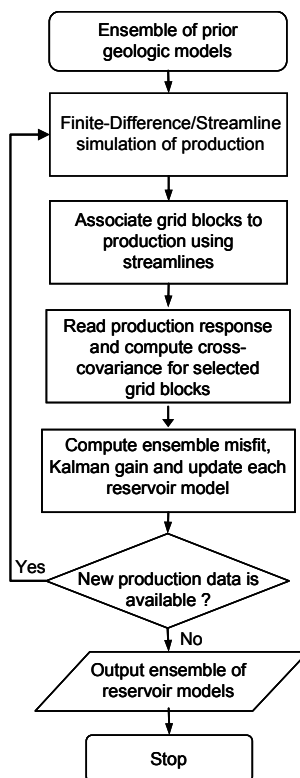 Ensemble of prior
geologic models
Finite-Difference/Streamline
simulation of production
Associate grid blocks to
production using
streamlines
Read production response
and compute cross-
covariance for selected
grid blocks
Compute ensemble misfit,
Kalman gain and update each
reservoir model
Yes
New production data is
available ?
No
Output ensemble of
reservoir models
Stop